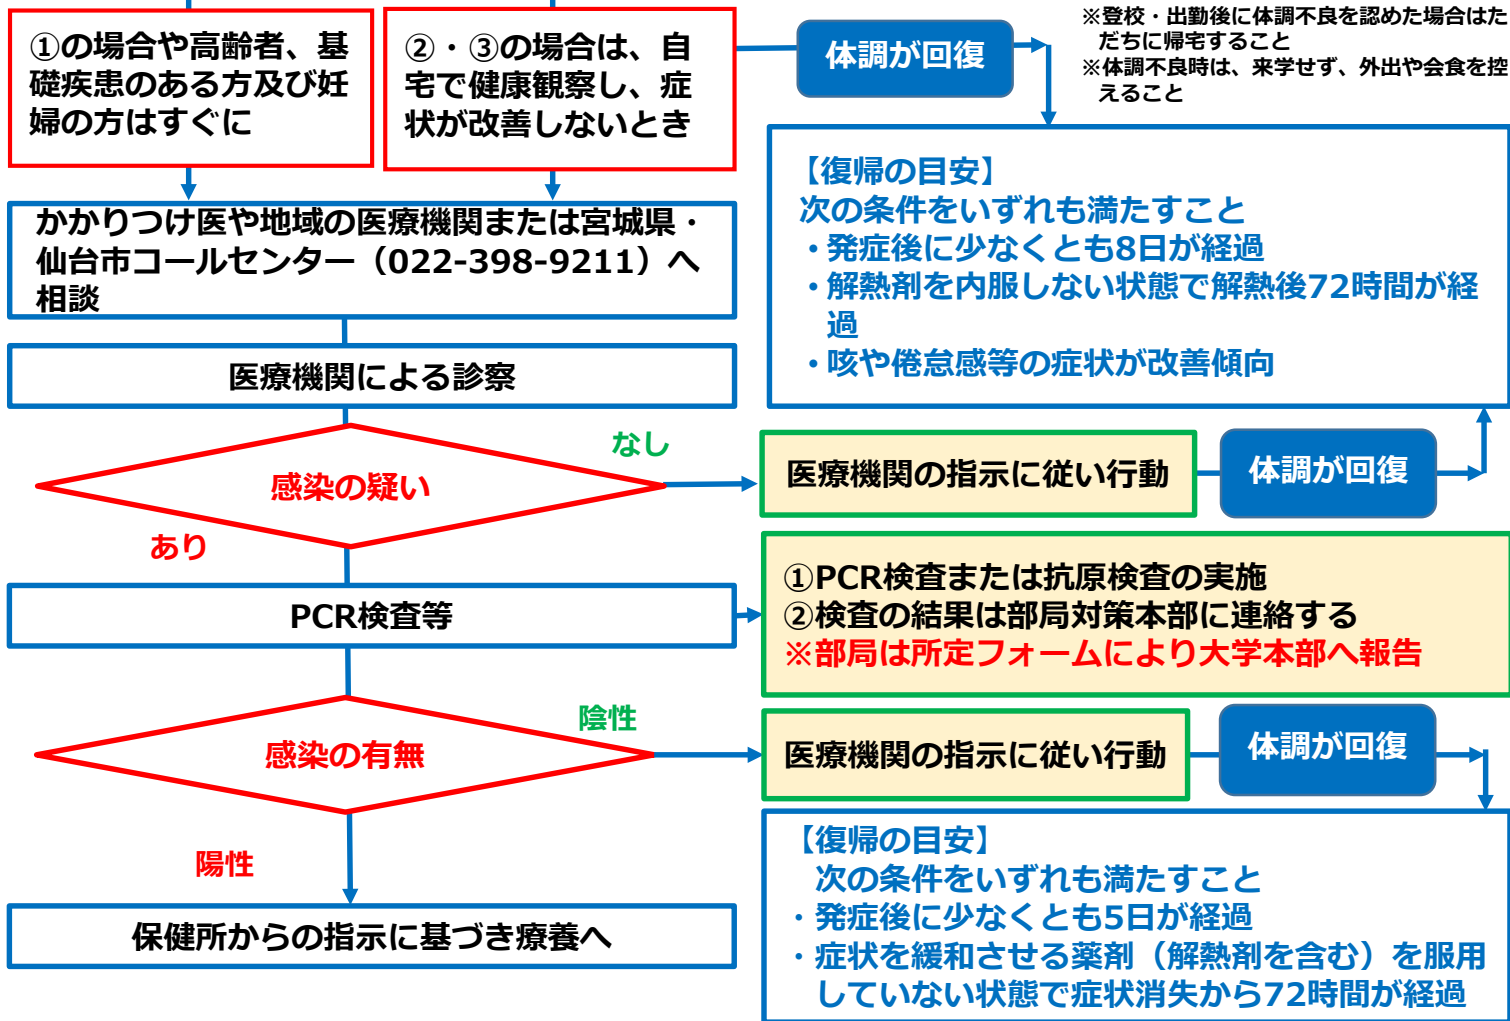 ①の場合や高齢者、基
礎疾患のある方及び妊
婦の方はすぐに
②・③の場合は、自
宅で健康観察し、症
状が改善しないとき
体調が回復
※登校・出勤後に体調不良を認めた場合はた
だちに帰宅すること
※体調不良時は、来学せず、外出や会食を控
えること
【復帰の目安】
次の条件をいずれも満たすこと
・発症後に少なくとも8日が経過
・解熱剤を内服しない状態で解熱後72時間が経
過
・咳や倦怠感等の症状が改善傾向
かかりつけ医や地域の医療機関または宮城県・
仙台市コールセンター（022-398-9211）へ
相談
医療機関による診察
感染の疑い
なし
医療機関の指示に従い行動
体調が回復
あり
PCR検査等
①PCR検査または抗原検査の実施
②検査の結果は部局対策本部に連絡する
※部局は所定フォームにより大学本部へ報告
感染の有無
陰性
医療機関の指示に従い行動
体調が回復
陽性
保健所からの指示に基づき療養へ
【復帰の目安】
次の条件をいずれも満たすこと
・発症後に少なくとも5日が経過
・症状を緩和させる薬剤（解熱剤を含む）を服用
していない状態で症状消失から72時間が経過